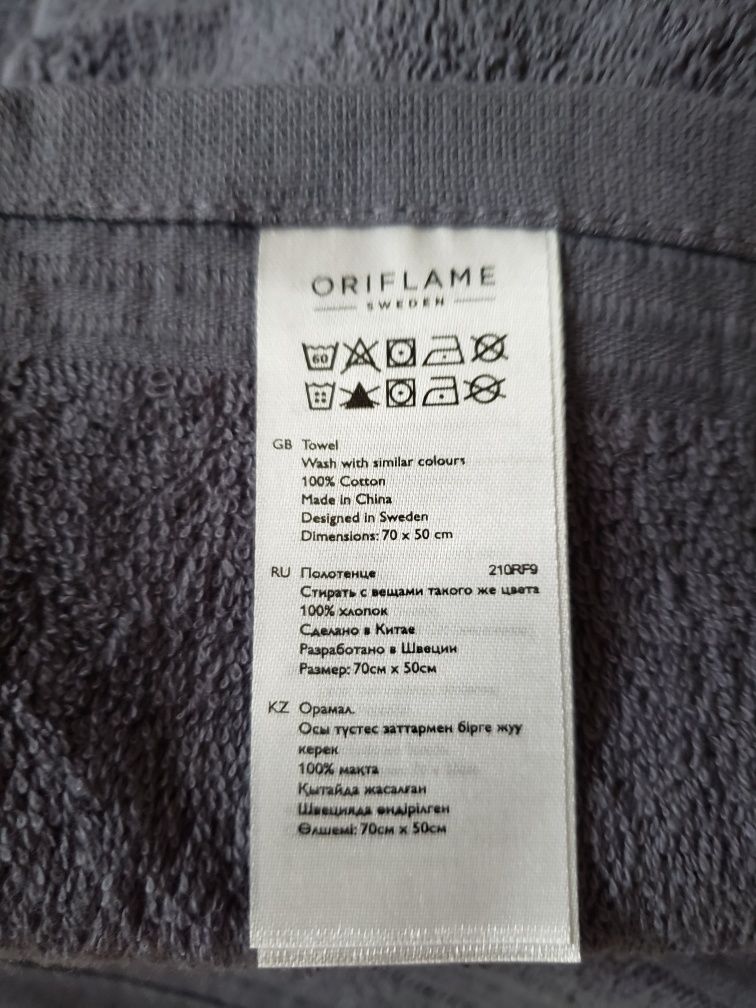 ORIFLAME
SWEDEN
60
GB Towel
Wash with similar colours
100% Cotton
Made in China
Designed in Sweden
Dimensions: 70 x 50 cm
RU Полотенце 210RF9
Стирать с вещами такого же цвета
100% хлопок
Сделано в Китае
Разработано в Швеции
Размер: 70см x 50см
KZ Орамал.
Осы түстес заттармен бірге жуу
керек
100% мақта
Қытайда жасалған
Швецияда өндірілген
Өлшемі: 70см x 50см